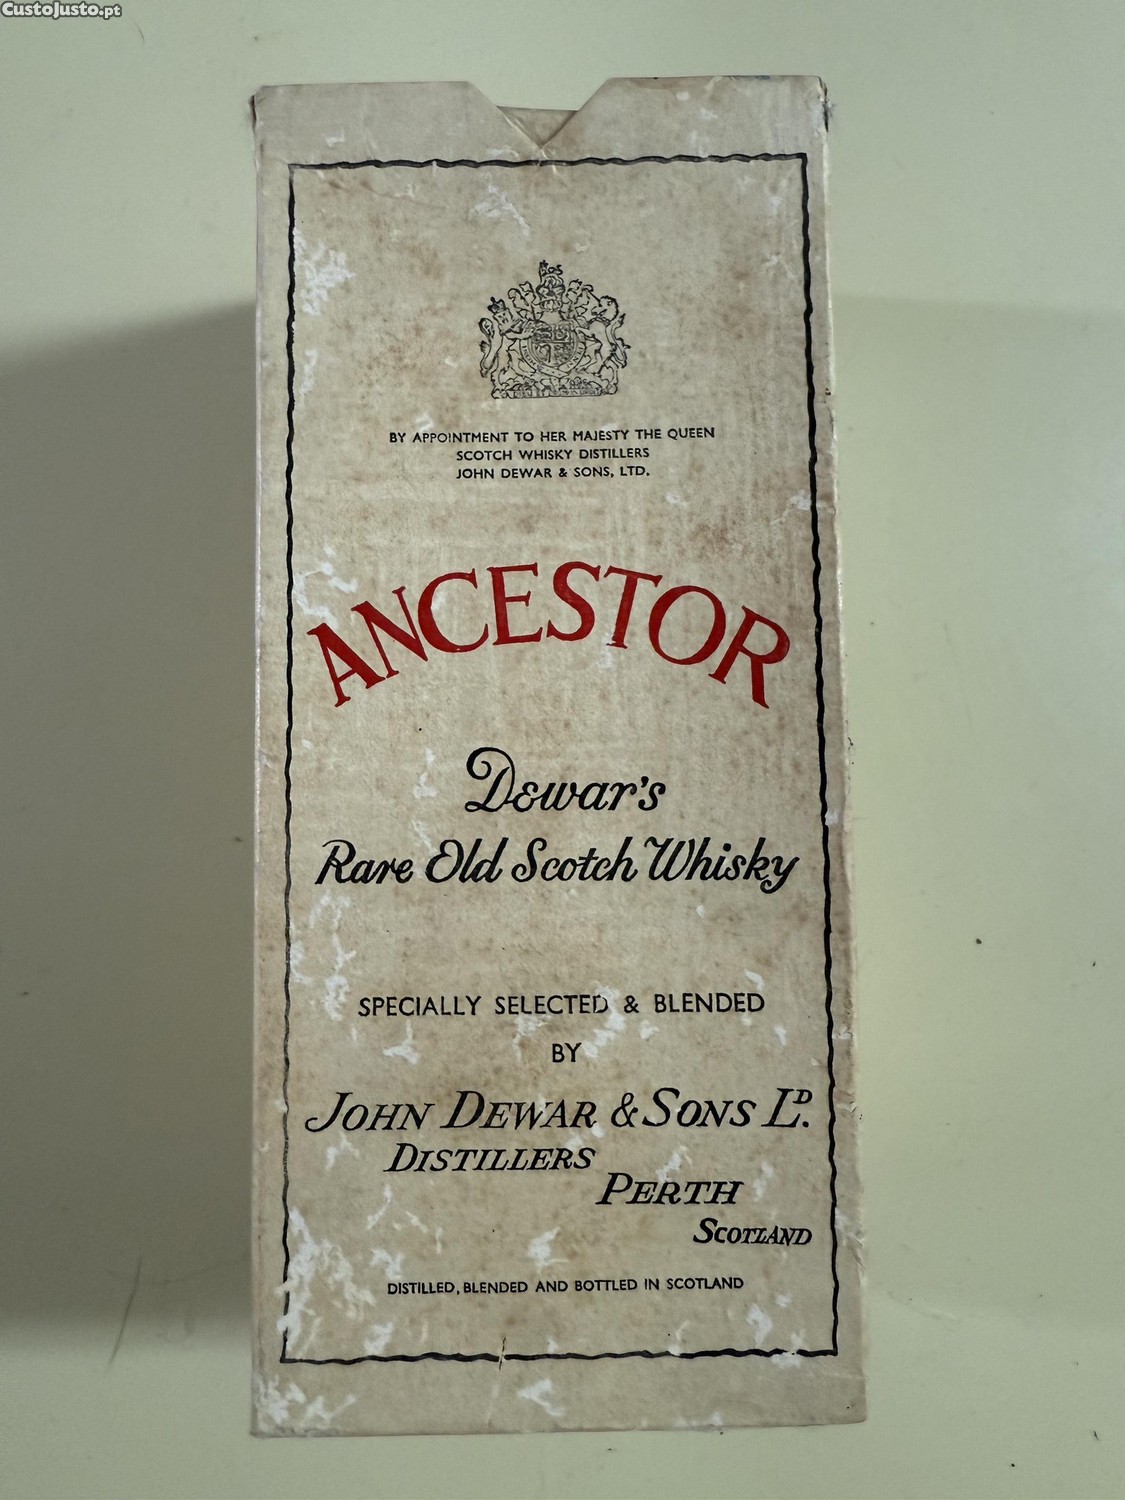 CustoJusto.pt
BY APPOINTMENT TO HER MAJESTY THE QUEEN
SCOTCH WHISKY DISTILLERS
JOHN DEWAR & SONS, LTD.
ANCESTOR
Dewar's
Rare Old Scotch Whisky
SPECIALLY SELECTED & BLENDED
BY
JOHN DEWAR & SONS LD.
DISTILLERS
PERTH
SCOTLAND
DISTILLED, BLENDED AND BOTTLED IN SCOTLAND